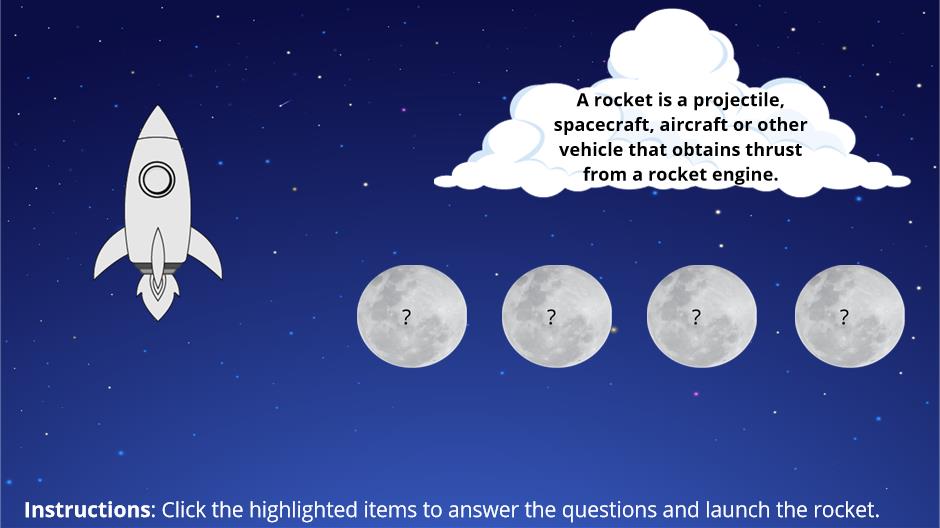 A rocket is a projectile,
spacecraft, aircraft or other
vehicle that obtains thrust
from a rocket engine.
? ? ? ?
Instructions: Click the highlighted items to answer the questions and launch the rocket.